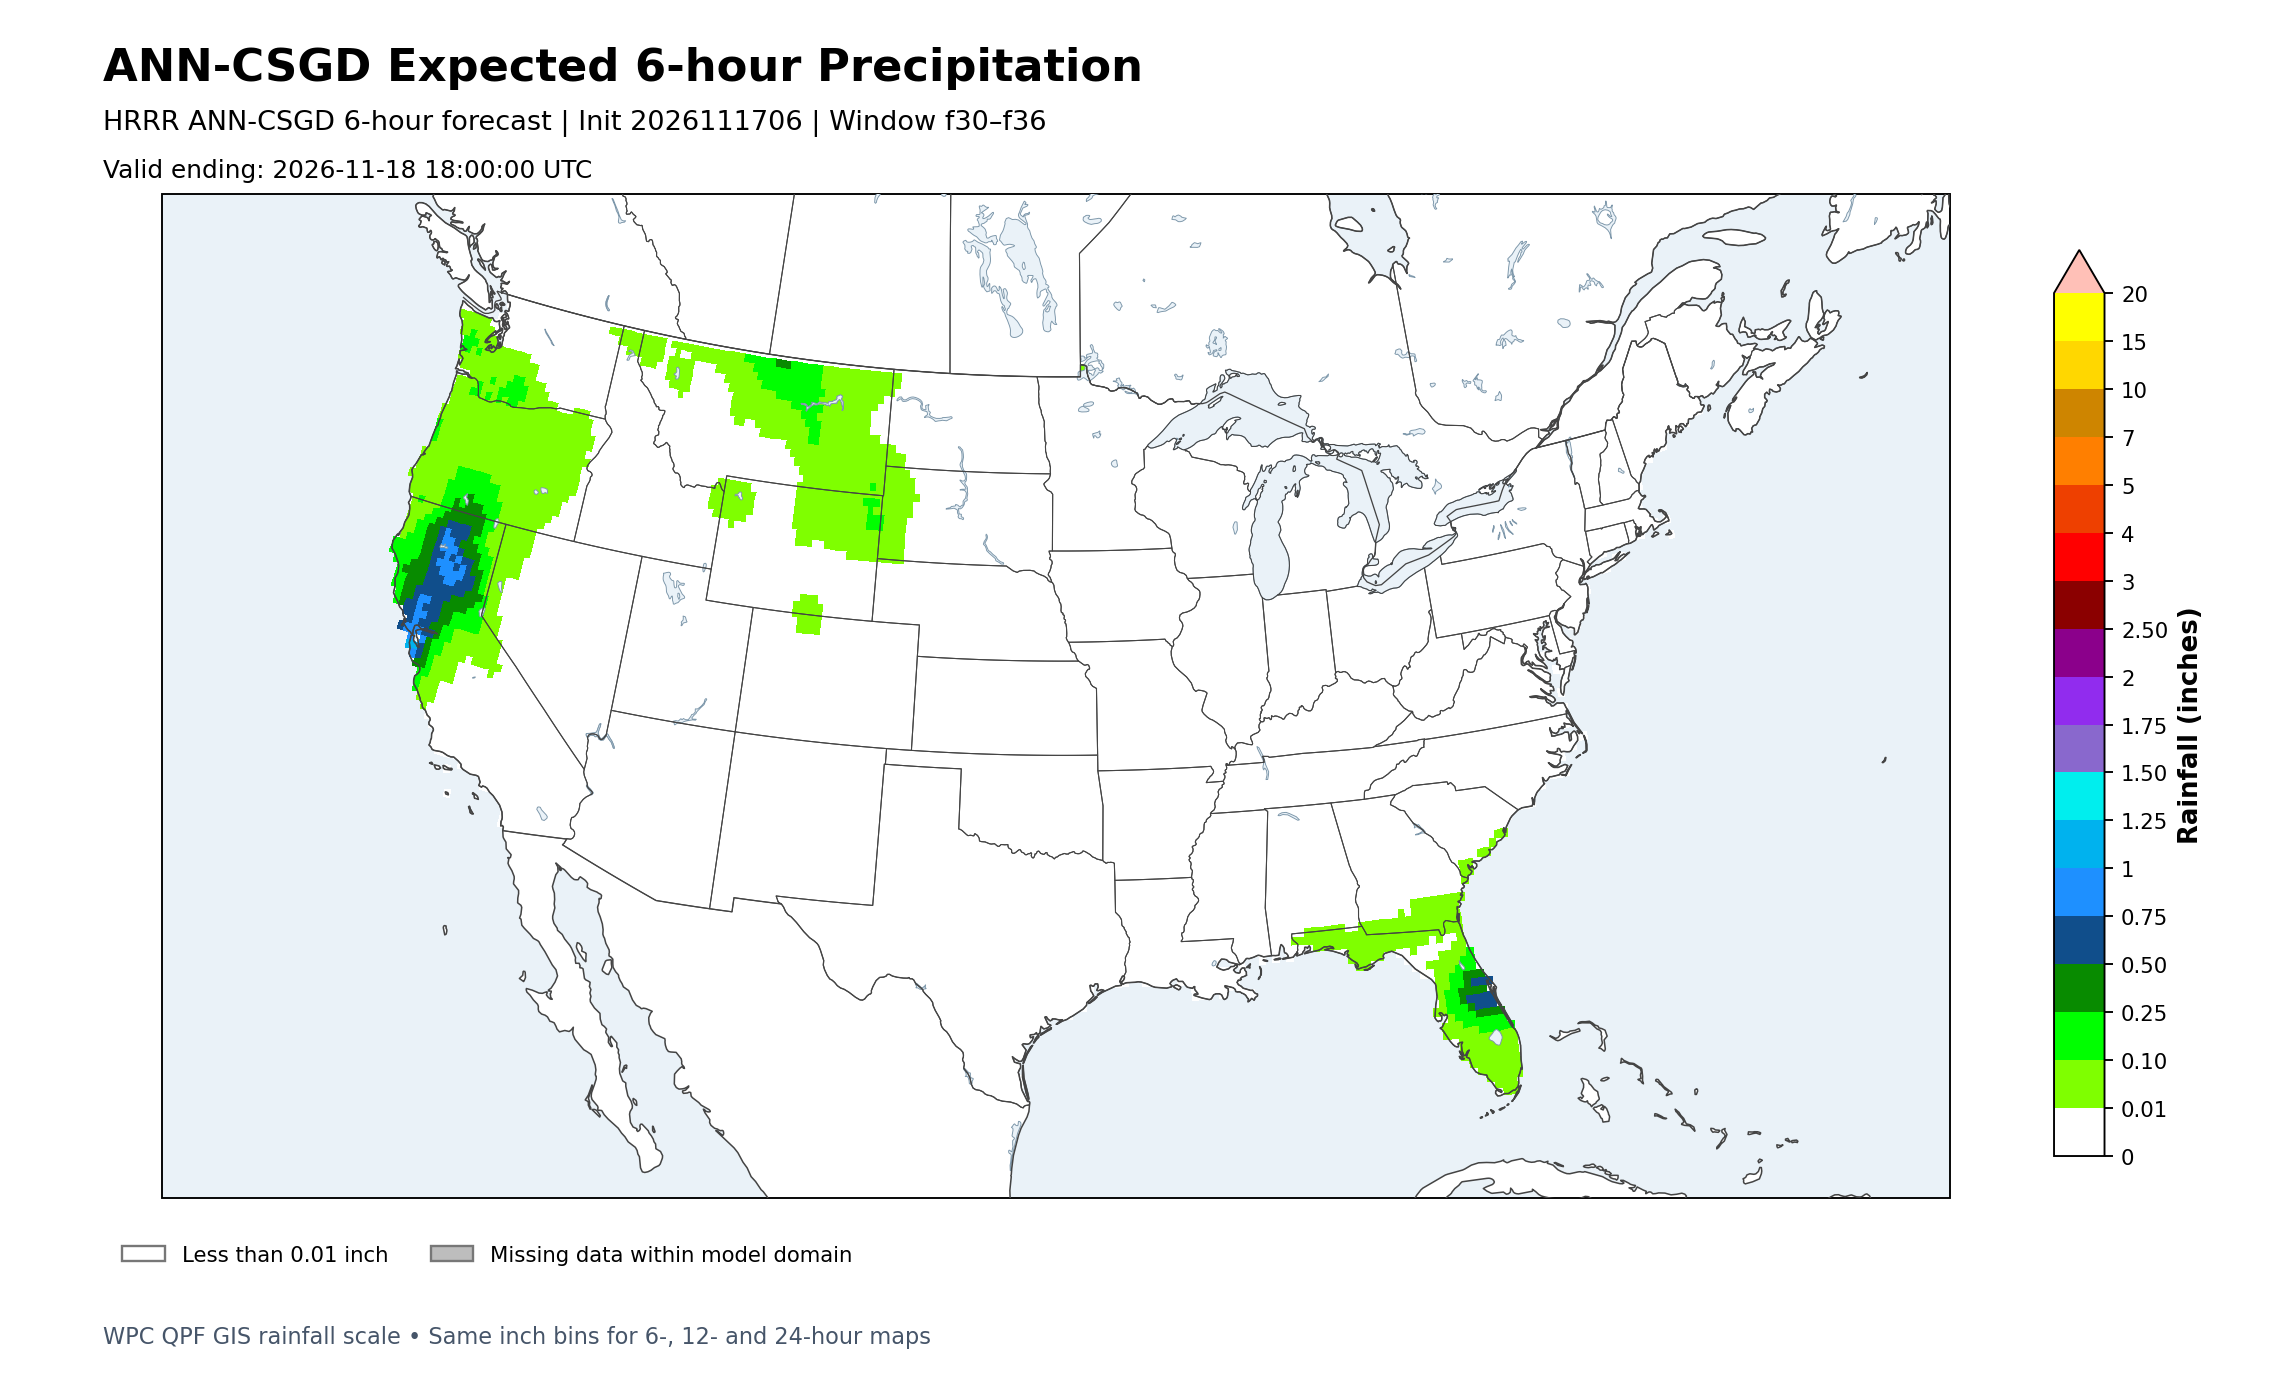 ANN-CSGD Expected 6-hour Precipitation
HRRR ANN-CSGD 6-hour forecast | Init 2026111706 | Window f30–f36
Valid ending: 2026-11-18 18:00:00 UTC
20
15
10
7
5
4
3
2.50
2
1.75
1.50
1.25
1
0.75
0.50
0.25
0.10
0.01
0
Rainfall (inches)
Less than 0.01 inch
Missing data within model domain
WPC QPF GIS rainfall scale • Same inch bins for 6-, 12- and 24-hour maps